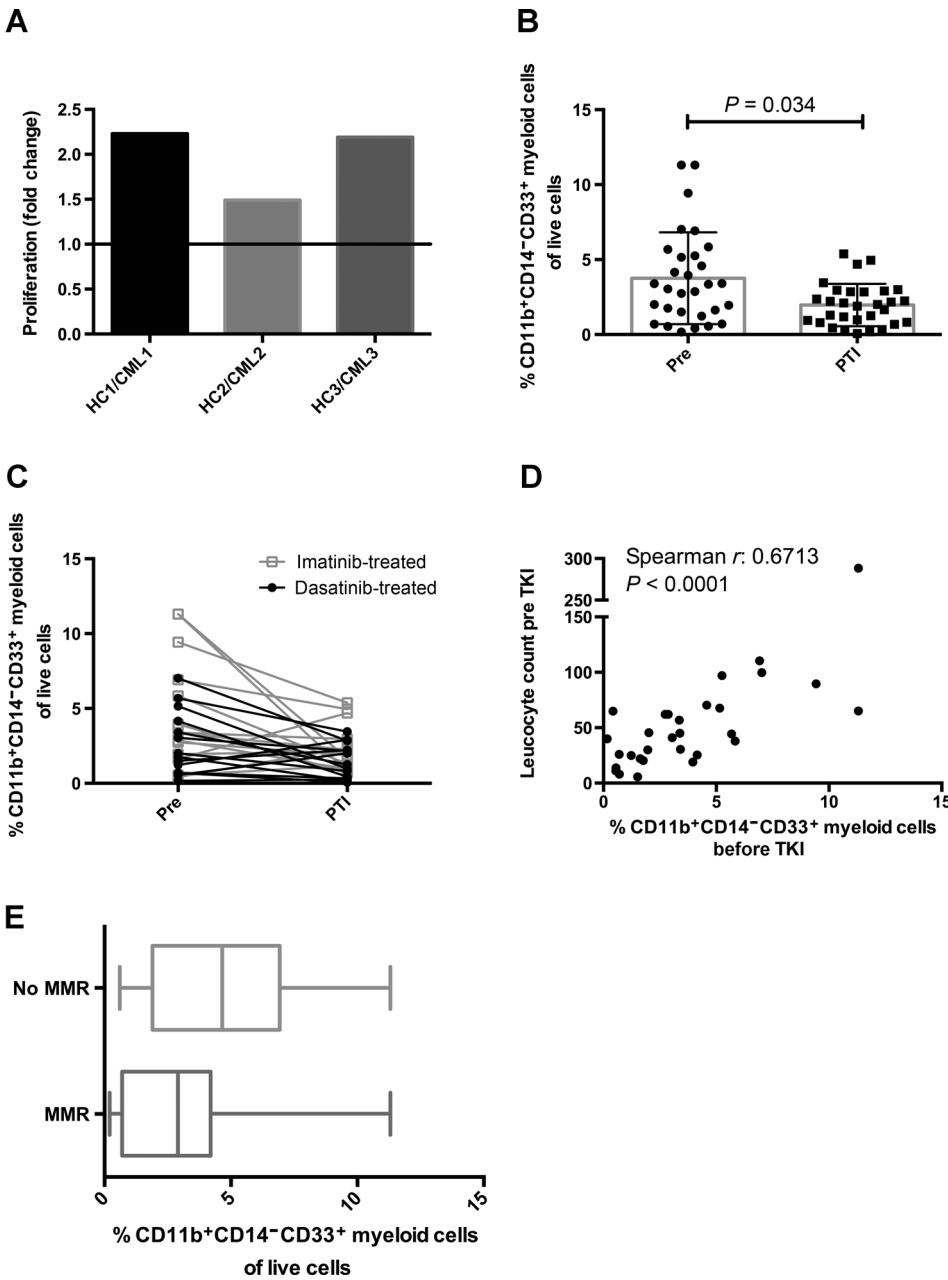 A
Proliferation (fold change)
2.5
2.0
1.5
1.0
0.5
0.0
HC1/CML1
HC2/CML2
HC3/CML3
B
% CD11b⁺CD14⁻CD33⁺ myeloid cells
of live cells
P = 0.034
15
10
5
0
Pre
PTI
C
% CD11b⁺CD14⁻CD33⁺ myeloid cells
of live cells
15
10
5
0
Imatinib-treated
Dasatinib-treated
Pre
PTI
D
Leucocyte count pre TKI
Spearman r: 0.6713
P < 0.0001
300
250
150
100
50
0
0
5
10
15
% CD11b⁺CD14⁻CD33⁺ myeloid cells
before TKI
E
No MMR
MMR
0
5
10
15
% CD11b⁺CD14⁻CD33⁺ myeloid cells
of live cells